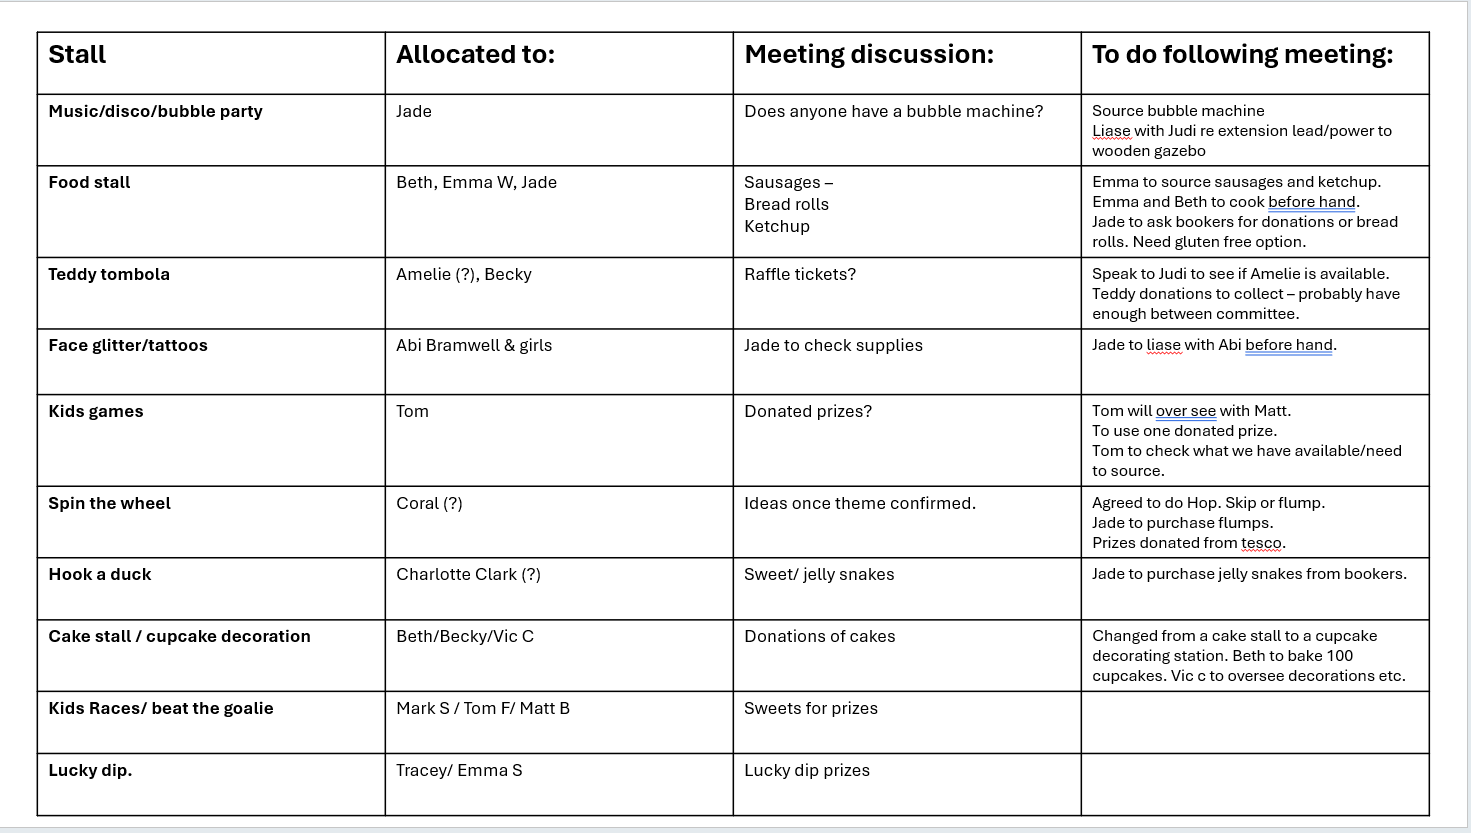 Stall
Allocated to:
Meeting discussion:
To do following meeting:
Music/disco/bubble party
Jade
Does anyone have a bubble machine?
Source bubble machine
Liase with Judi re extension lead/power to
wooden gazebo
Food stall
Beth, Emma W, Jade
Sausages –
Bread rolls
Ketchup
Emma to source sausages and ketchup.
Emma and Beth to cook before hand.
Jade to ask bookers for donations or bread
rolls. Need gluten free option.
Teddy tombola
Amelie (?), Becky
Raffle tickets?
Speak to Judi to see if Amelie is available.
Teddy donations to collect – probably have
enough between committee.
Face glitter/tattoos
Abi Bramwell & girls
Jade to check supplies
Jade to liase with Abi before hand.
Kids games
Tom
Donated prizes?
Tom will over see with Matt.
To use one donated prize.
Tom to check what we have available/need
to source.
Spin the wheel
Coral (?)
Ideas once theme confirmed.
Agreed to do Hop. Skip or flump.
Jade to purchase flumps.
Prizes donated from tesco.
Hook a duck
Charlotte Clark (?)
Sweet/ jelly snakes
Jade to purchase jelly snakes from bookers.
Cake stall / cupcake decoration
Beth/Becky/Vic C
Donations of cakes
Changed from a cake stall to a cupcake
decorating station. Beth to bake 100
cupcakes. Vic c to oversee decorations etc.
Kids Races/ beat the goalie
Mark S / Tom F/ Matt B
Sweets for prizes
Lucky dip.
Tracey/ Emma S
Lucky dip prizes